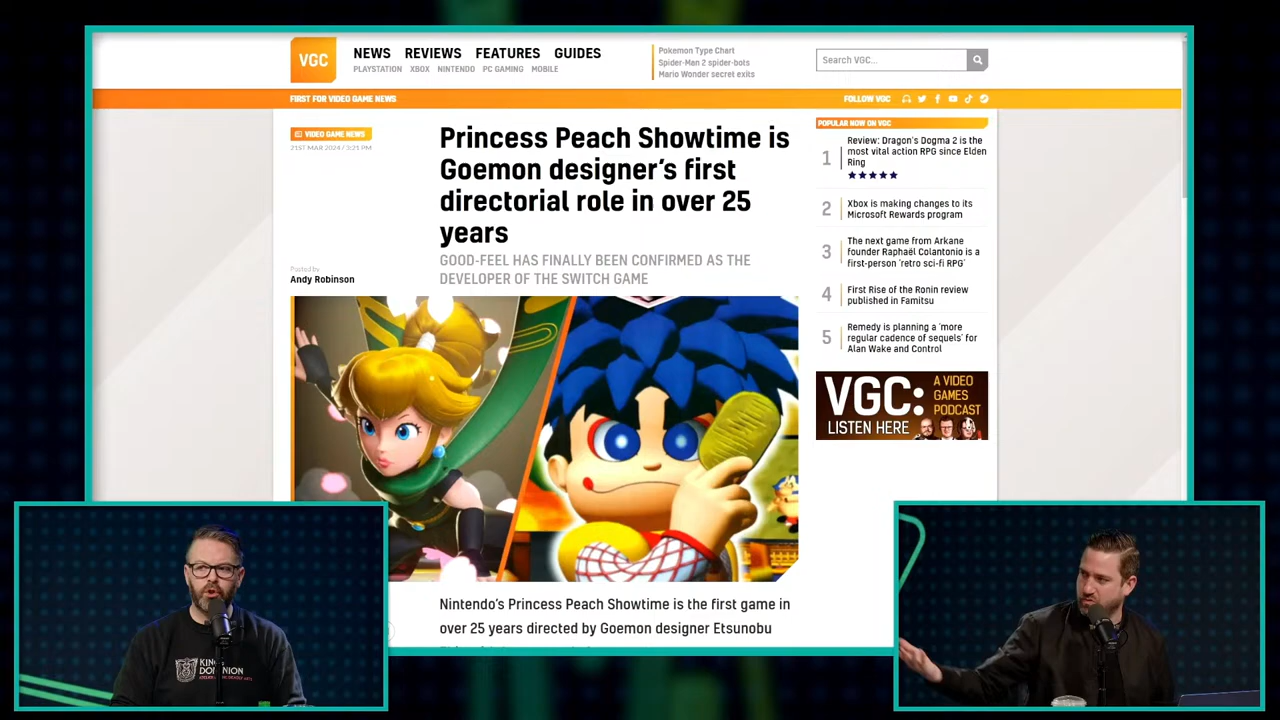 VGC
NEWS REVIEWS FEATURES GUIDES
PLAYSTATION XBOX NINTENDO PC GAMING MOBILE
Pokemon Type Chart
Spider-Man 2 spider-bots
Mario Wonder secret exits
Search VGC...
FIRST FOR VIDEO GAME NEWS
FOLLOW VGC
VIDEO GAME NEWS
21ST MAR 2024 / 3:21 PM
Princess Peach Showtime is
Goemon designer's first
directorial role in over 25
years
GOOD-FEEL HAS FINALLY BEEN CONFIRMED AS THE
DEVELOPER OF THE SWITCH GAME
Posted by
Andy Robinson
Nintendo's Princess Peach Showtime is the first game in
over 25 years directed by Goemon designer Etsunobu
POPULAR NOW ON VGC
1
Review: Dragon's Dogma 2 is the
most vital action RPG since Elden
Ring
2
Xbox is making changes to its
Microsoft Rewards program
3
The next game from Arkane
founder Raphaël Colantonio is a
first-person 'retro sci-fi RPG'
4
First Rise of the Ronin review
published in Famitsu
5
Remedy is planning a 'more
regular cadence of sequels' for
Alan Wake and Control
VGC: A VIDEO
GAMES
PODCAST
LISTEN HERE